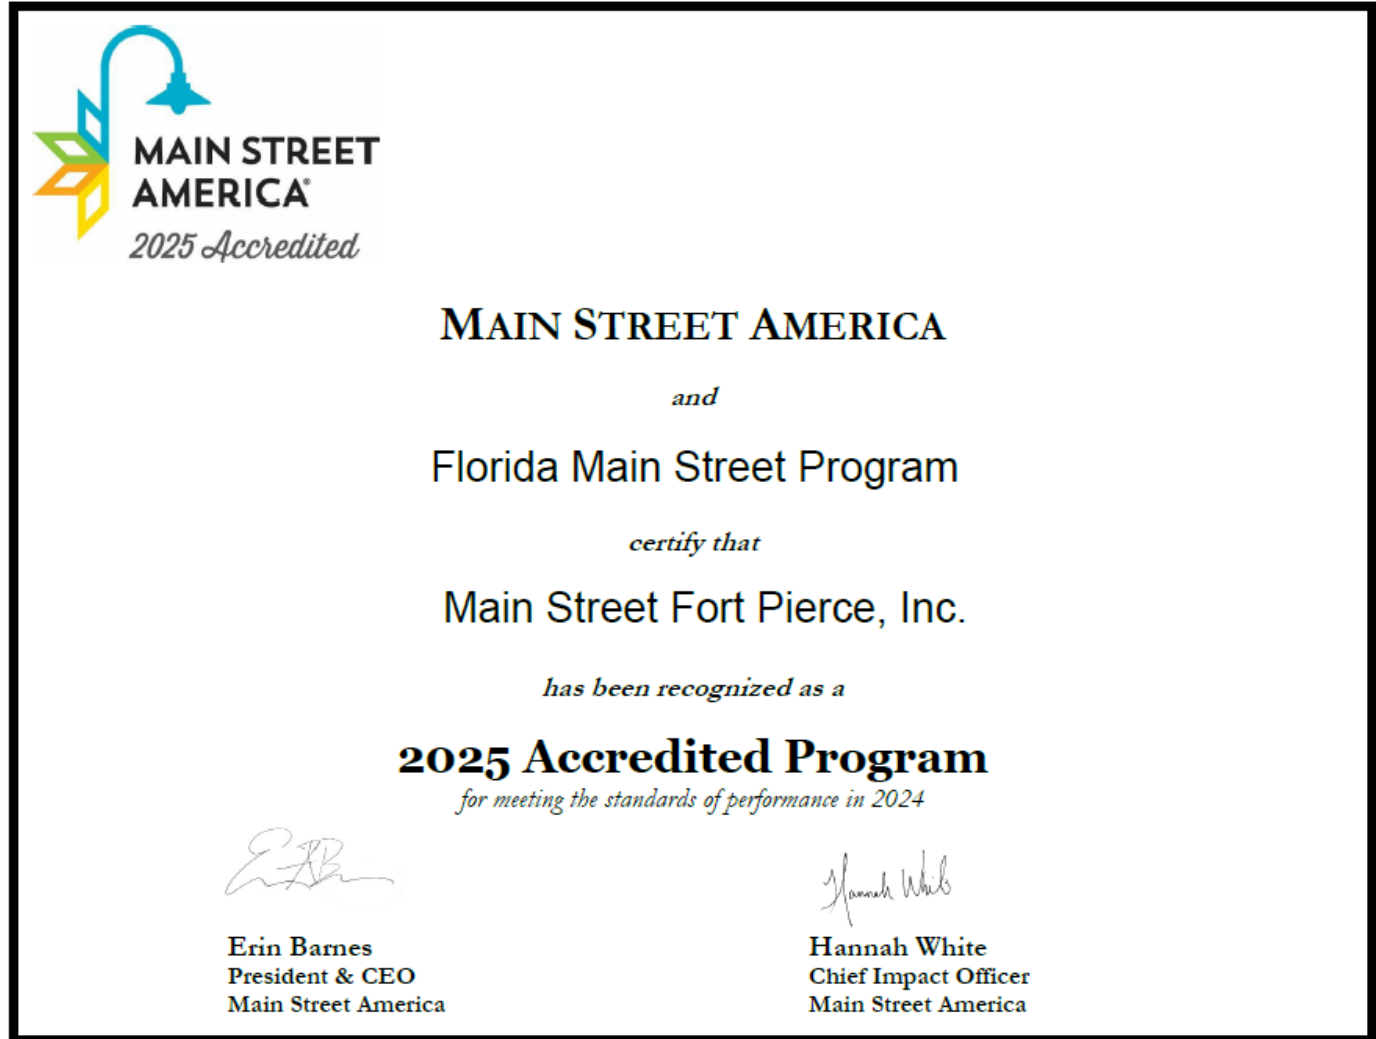 MAIN STREET
AMERICA®
2025 Accredited
MAIN STREET AMERICA
and
Florida Main Street Program
certify that
Main Street Fort Pierce, Inc.
has been recognized as a
2025 Accredited Program
for meeting the standards of performance in 2024
Hannah White
Erin Barnes
President & CEO
Main Street America
Hannah White
Chief Impact Officer
Main Street America